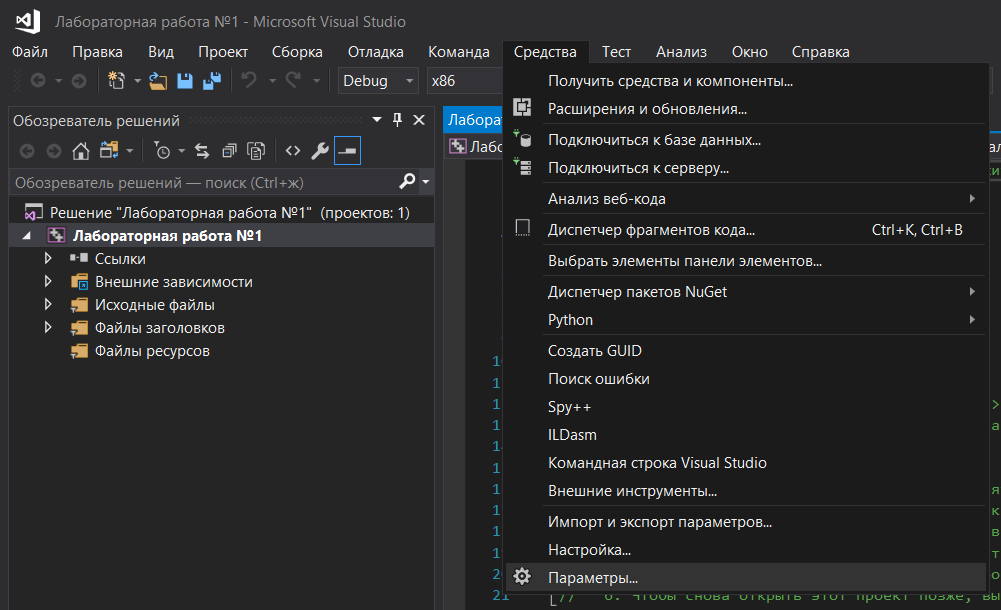 Лабораторная работа №1 - Microsoft Visual Studio
Файл Правка Вид Проект Сборка Отладка Команда Средства Тест Анализ Окно Справка
Debug x86
Обозреватель решений
Обозреватель решений — поиск (Ctrl+ж)
Решение "Лабораторная работа №1" (проектов: 1)
Лабораторная работа №1
Ссылки
Внешние зависимости
Исходные файлы
Файлы заголовков
Файлы ресурсов
Получить средства и компоненты...
Расширения и обновления...
Подключиться к базе данных...
Подключиться к серверу...
Анализ веб-кода
Диспетчер фрагментов кода... Ctrl+K, Ctrl+B
Выбрать элементы панели элементов...
Диспетчер пакетов NuGet
Python
Создать GUID
Поиск ошибки
Spy++
ILDasm
Командная строка Visual Studio
Внешние инструменты...
Импорт и экспорт параметров...
Настройка...
Параметры...
21 // 6. Чтобы снова открыть этот проект позже, вы